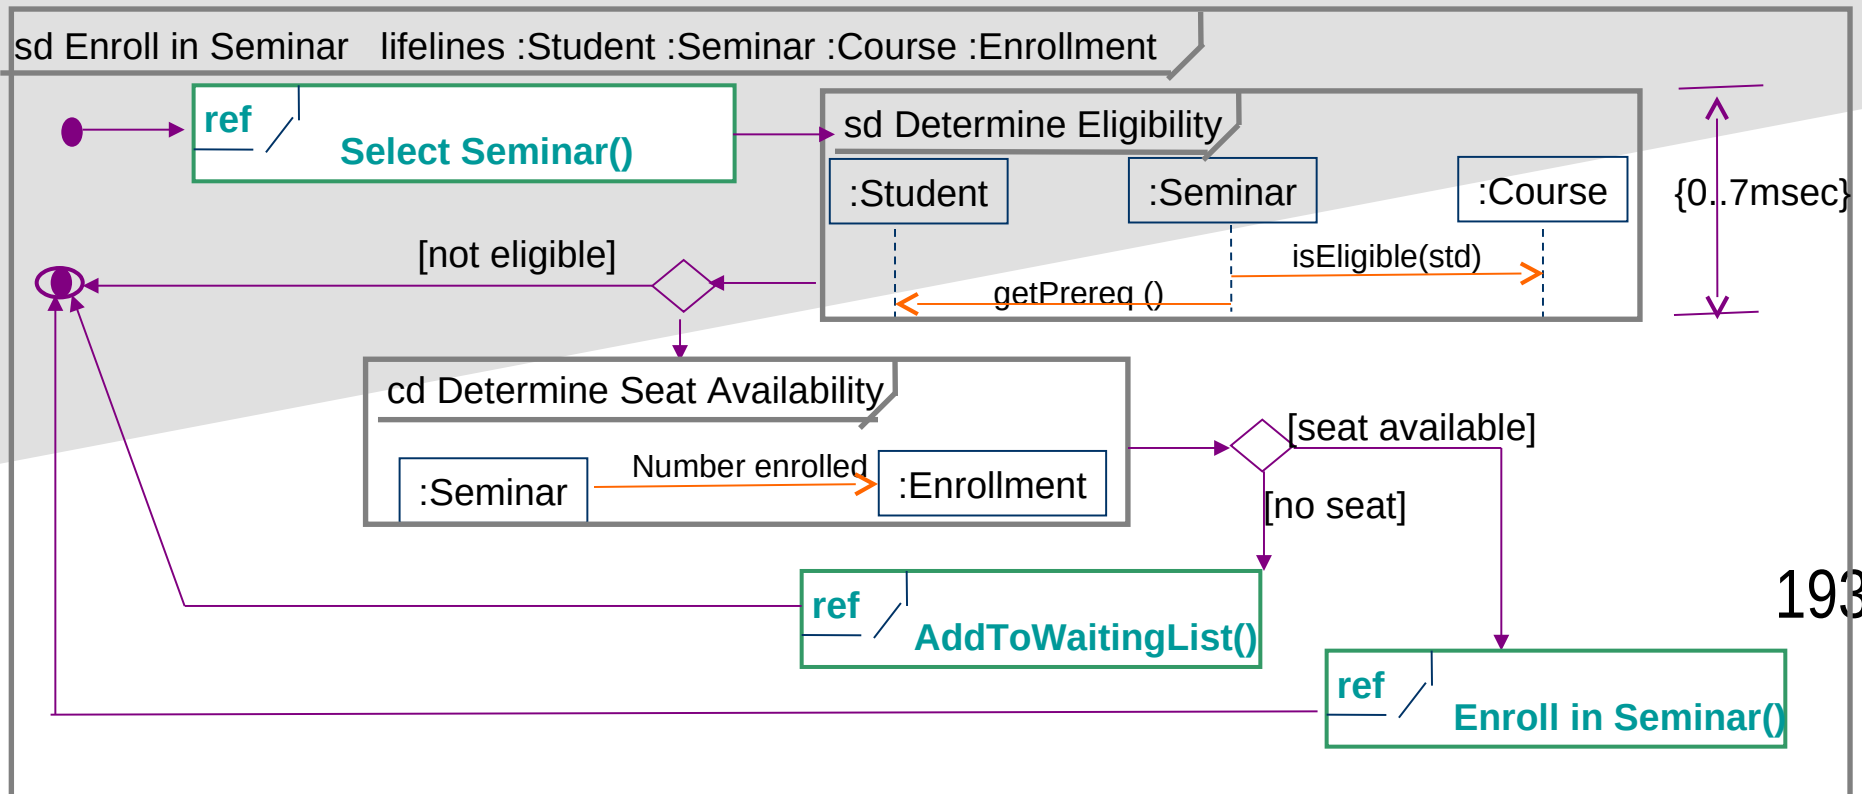 sd Enroll in Seminar   lifelines :Student :Seminar :Course :Enrollment
ref
Select Seminar()
sd Determine Eligibility
:Student
:Seminar
:Course
{0..7msec}
isEligible(std)
getPrereq ()
[not eligible]
cd Determine Seat Availability
:Seminar
Number enrolled
:Enrollment
[seat available]
[no seat]
ref
AddToWaitingList()
193
ref
Enroll in Seminar()